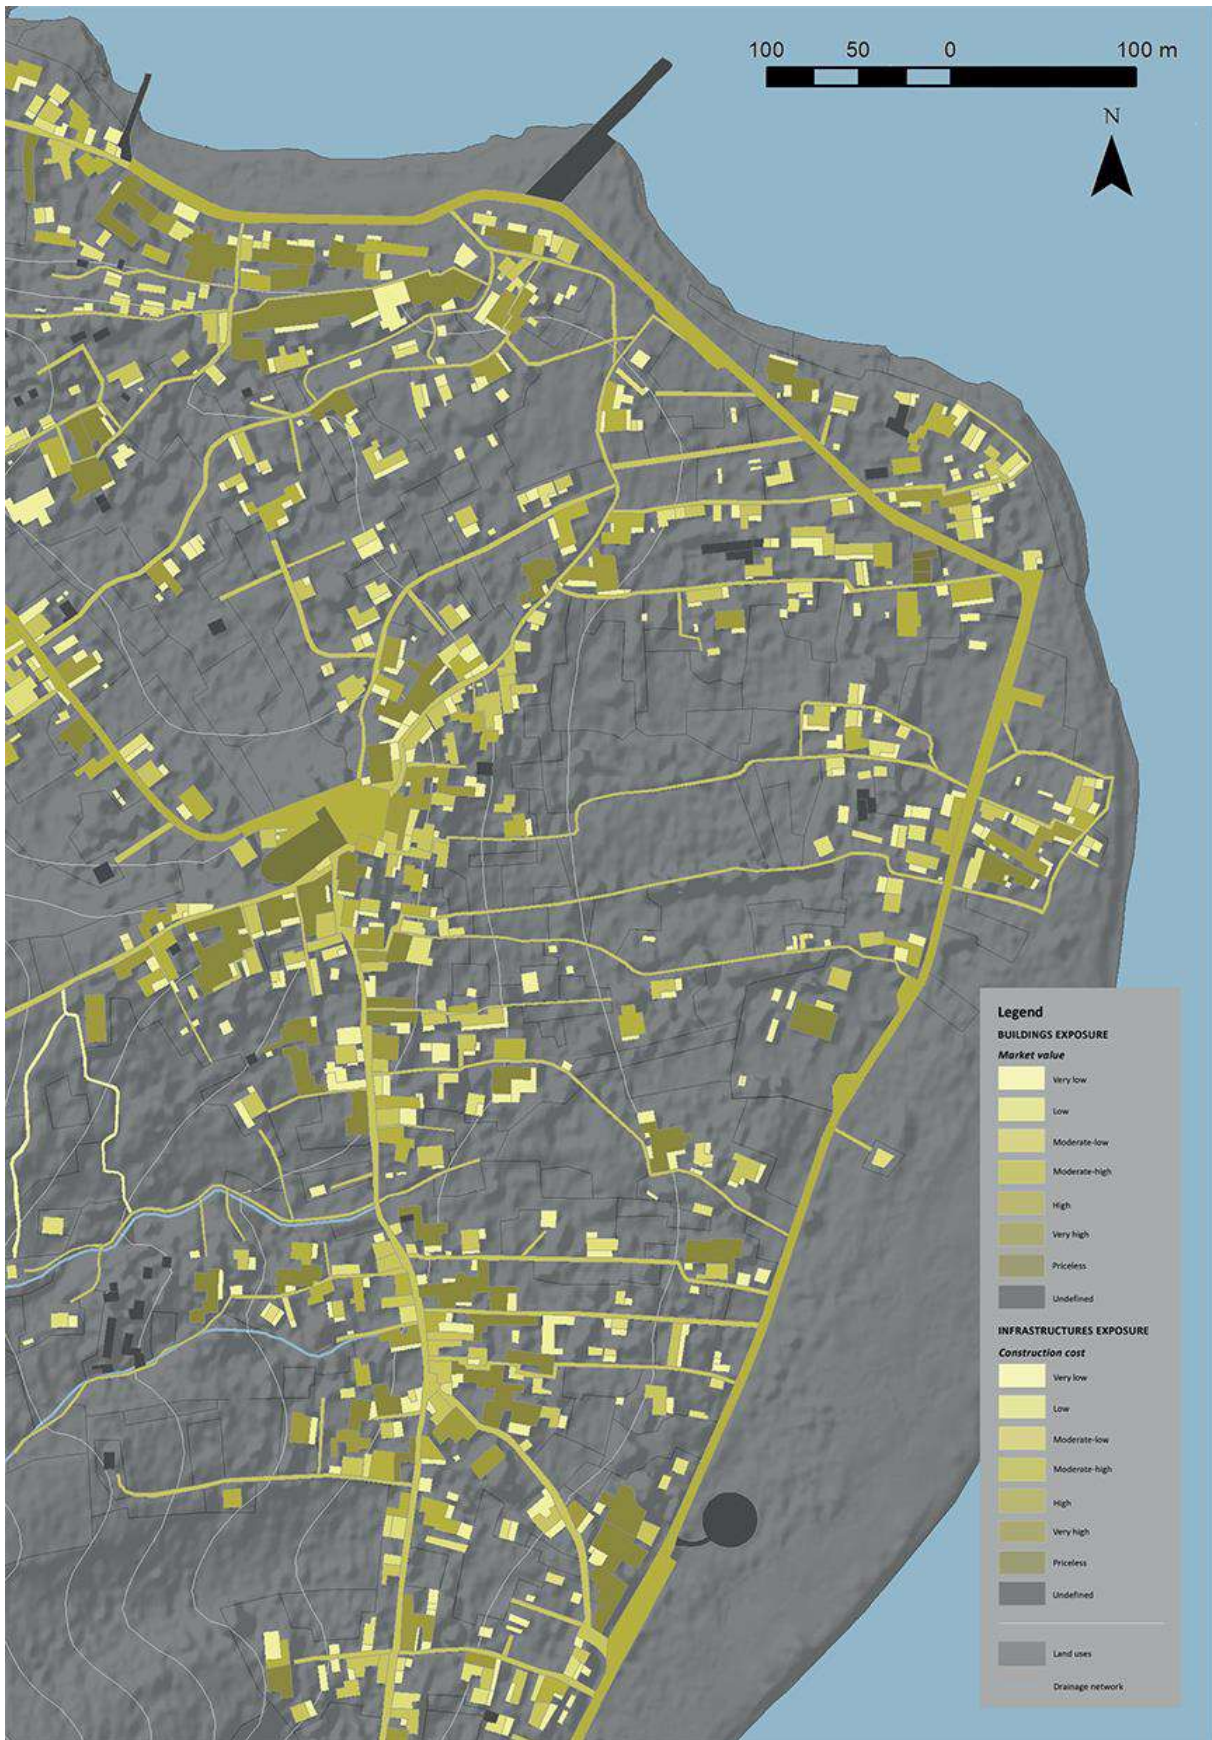 100 50 0 100 m
N
Legend
BUILDINGS EXPOSURE
Market value
Very low
Low
Moderate-low
Moderate-high
High
Very high
Priceless
Undefined
INFRASTRUCTURES EXPOSURE
Construction cost
Very low
Low
Moderate-low
Moderate-high
High
Very high
Priceless
Undefined
Land uses
Drainage network